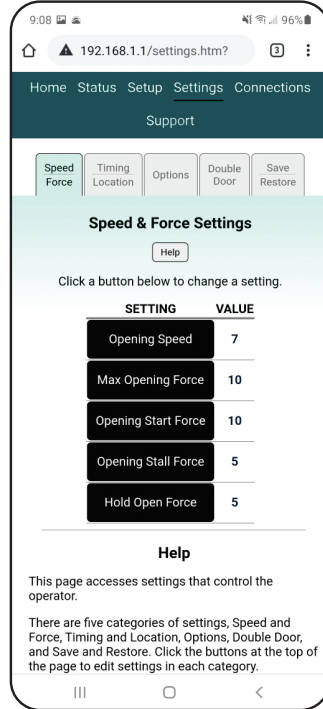 9:08 96%
192.168.1.1/settings.htm? 3
Home Status Setup Settings Connections
Support
Speed Force
Timing Location
Options
Double Door
Save Restore
Speed & Force Settings
Help
Click a button below to change a setting.
SETTING VALUE
Opening Speed 7
Max Opening Force 10
Opening Start Force 10
Opening Stall Force 5
Hold Open Force 5
Help
This page accesses settings that control the
operator.
There are five categories of settings, Speed and
Force, Timing and Location, Options, Double Door,
and Save and Restore. Click the buttons at the top of
the page to edit settings in each category.